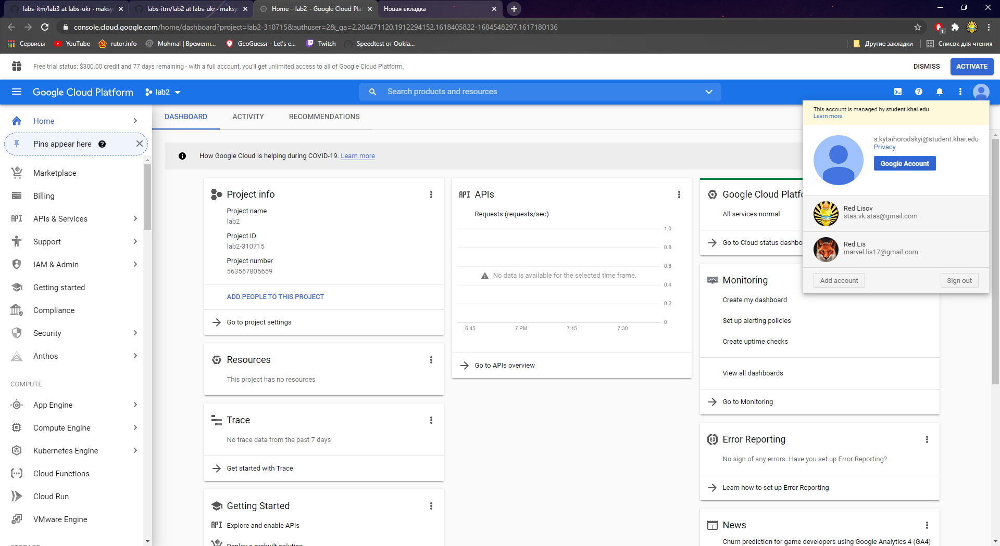 labs-itm/lab3 at labs-ukr · maksy
labs-itm/lab2 at labs-ukr · maksy
Home – lab2 – Google Cloud Pla
Новая вкладка
console.cloud.google.com/home/dashboard?project=lab2-310715&authuser=2&_ga=2.204471120.1912294152.1618405822-1684548297.1617180136
1
Сервисы
YouTube
rutor.info
Mohmal | Временн...
GeoGuessr - Let's e...
Twitch
Speedtest от Ookla...
Другие закладки
Список для чтения
Free trial status: $300.00 credit and 77 days remaining - with a full account, you'll get unlimited access to all of Google Cloud Platform.
DISMISS
ACTIVATE
Google Cloud Platform
lab2
Search products and resources
This account is managed by student.khai.edu.
Learn more
s.kytaihorodskyi@student.khai.edu
Privacy
Google Account
Red Lisov
stas.vk.stas@gmail.com
Red Lis
marvel.lis17@gmail.com
Add account
Sign out
Home
Pins appear here
Marketplace
Billing
API
APIs & Services
Support
IAM & Admin
Getting started
Compliance
Security
Anthos
COMPUTE
App Engine
Compute Engine
Kubernetes Engine
Cloud Functions
Cloud Run
VMware Engine
DASHBOARD
ACTIVITY
RECOMMENDATIONS
How Google Cloud is helping during COVID-19. Learn more
Project info
Project name
lab2
Project ID
lab2-310715
Project number
563567805659
ADD PEOPLE TO THIS PROJECT
Go to project settings
Resources
This project has no resources
Trace
No trace data from the past 7 days
Get started with Trace
Getting Started
API
Explore and enable APIs
Deploy a prebuilt solution
API
APIs
Requests (requests/sec)
1.0
0.8
0.6
No data is available for the selected time frame.
0.4
0.2
0
6:45
7 PM
7:15
7:30
Go to APIs overview
Google Cloud Platfo
All services normal
Go to Cloud status dashbo
Monitoring
Create my dashboard
Set up alerting policies
Create uptime checks
View all dashboards
Go to Monitoring
Error Reporting
No sign of any errors. Have you set up Error Reporting?
Learn how to set up Error Reporting
News
Churn prediction for game developers using Google Analytics 4 (GA4)